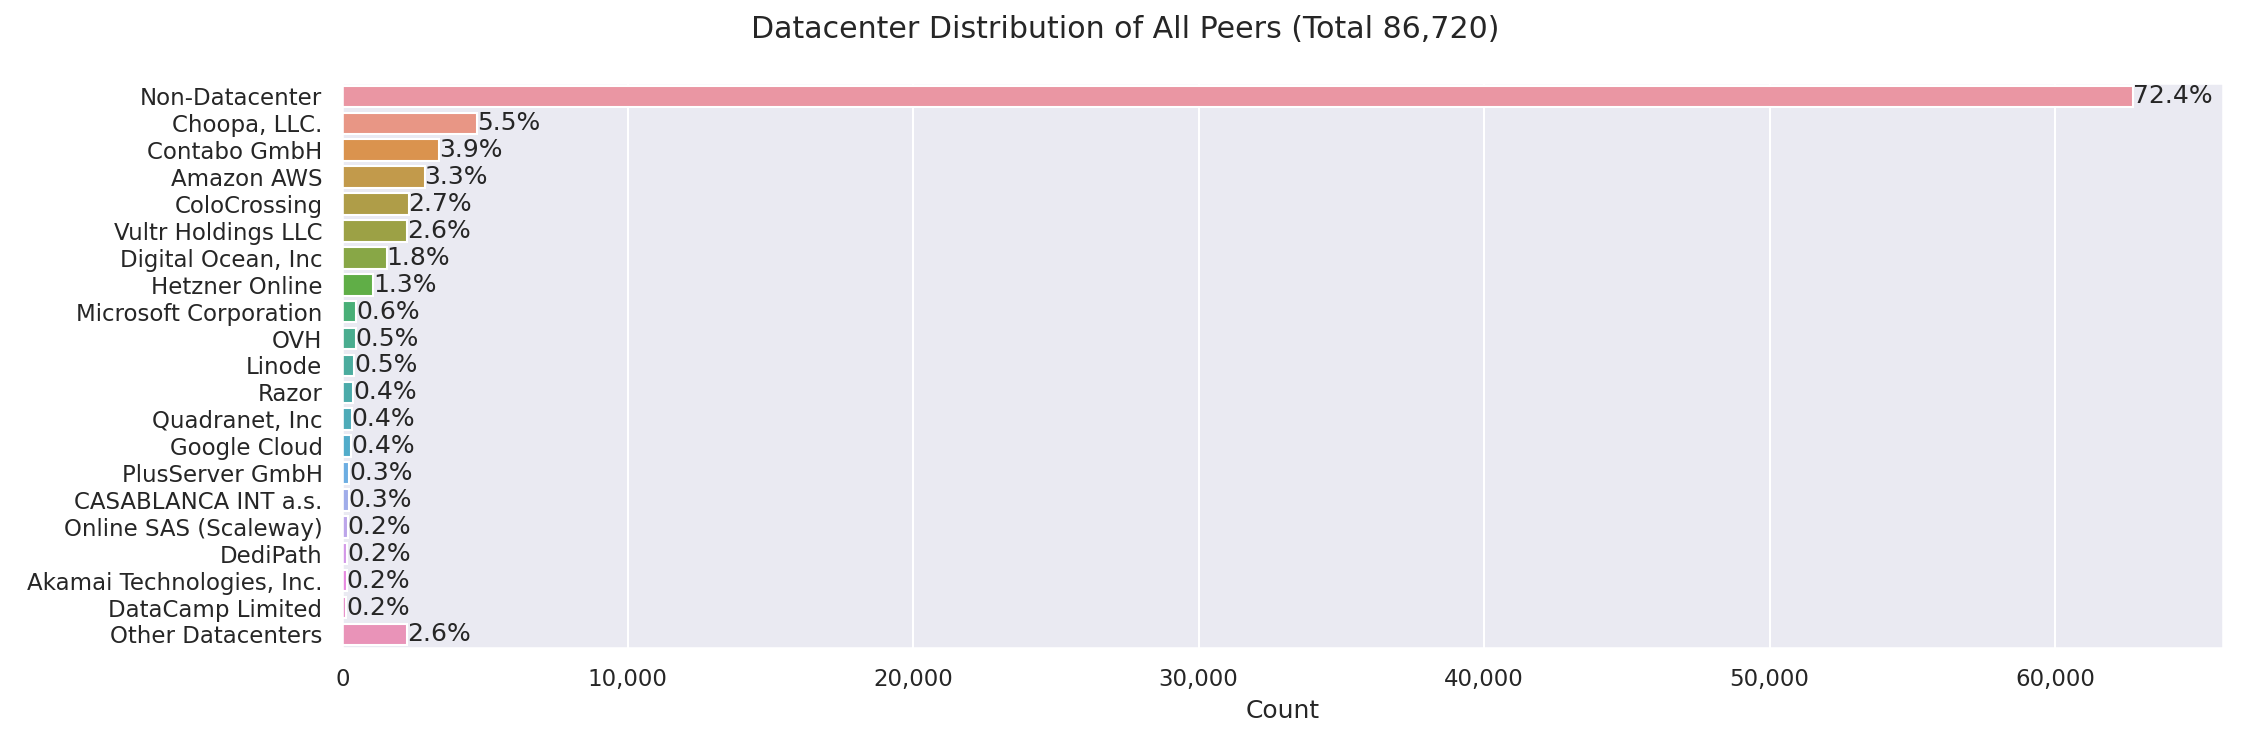 Datacenter Distribution of All Peers (Total 86,720)
Non-Datacenter 72.4%
Choopa, LLC. 5.5%
Contabo GmbH 3.9%
Amazon AWS 3.3%
ColoCrossing 2.7%
Vultr Holdings LLC 2.6%
Digital Ocean, Inc 1.8%
Hetzner Online 1.3%
Microsoft Corporation 0.6%
OVH 0.5%
Linode 0.5%
Razor 0.4%
Quadranet, Inc 0.4%
Google Cloud 0.4%
PlusServer GmbH 0.3%
CASABLANCA INT a.s. 0.3%
Online SAS (Scaleway) 0.2%
DediPath 0.2%
Akamai Technologies, Inc. 0.2%
DataCamp Limited 0.2%
Other Datacenters 2.6%
0 10,000 20,000 30,000 40,000 50,000 60,000
Count